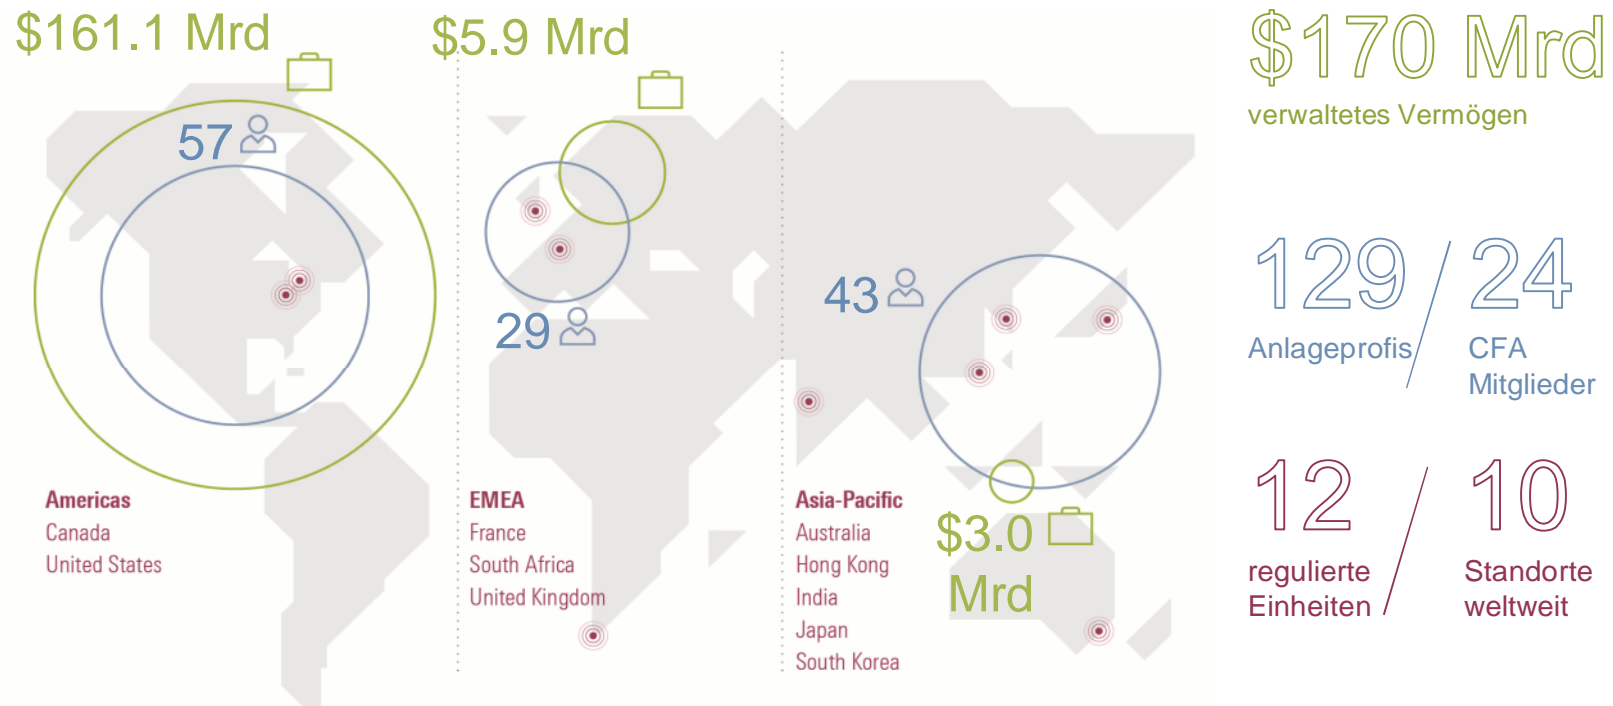 $161.1 Mrd
57
Americas
Canada
United States
$5.9 Mrd
29
EMEA
France
South Africa
United Kingdom
43
Asia-Pacific
Australia
Hong Kong
India
Japan
South Korea
$3.0
Mrd
$170 Mrd
verwaltetes Vermögen
129 / 24
Anlageprofis
CFA
Mitglieder
12 / 10
regulierte
Einheiten
Standorte
weltweit